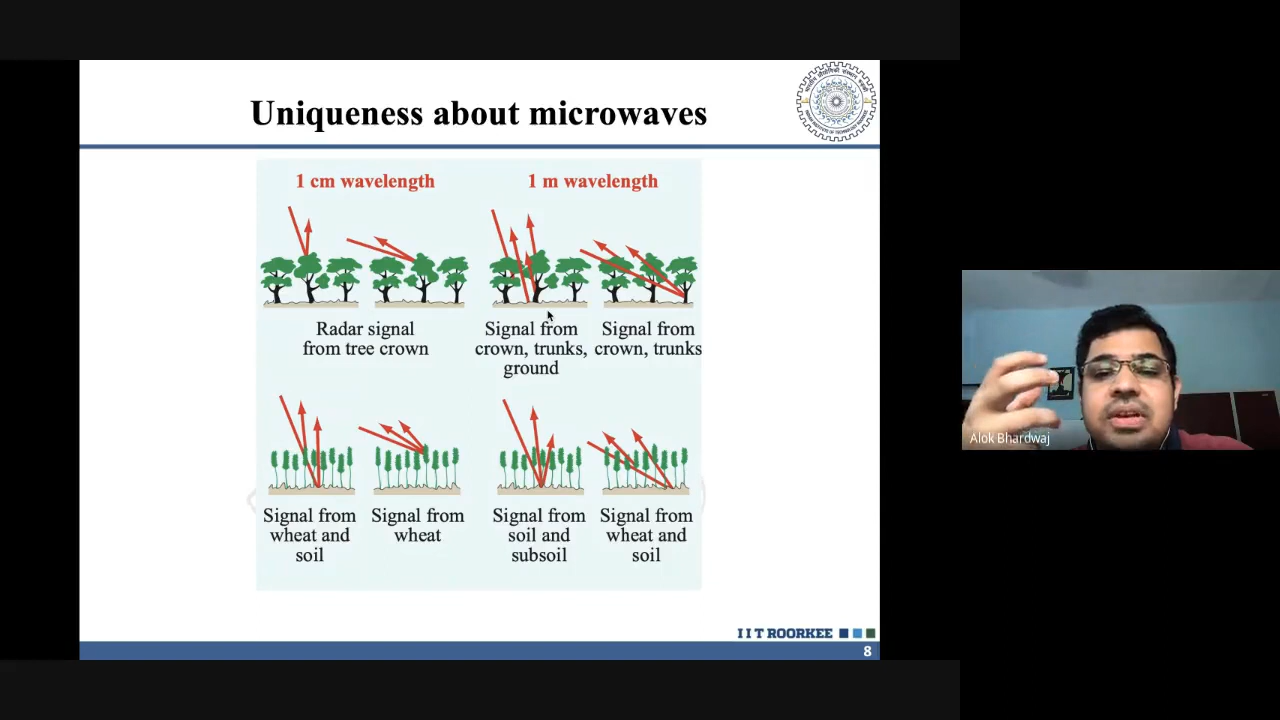 Uniqueness about microwaves
1 cm wavelength
1 m wavelength
Radar signal
from tree crown
Signal from
crown, trunks,
ground
Signal from
crown, trunks
Signal from
wheat and
soil
Signal from
wheat
Signal from
soil and
subsoil
Signal from
wheat and
soil
I I T ROORKEE
8
Alok Bhardwaj